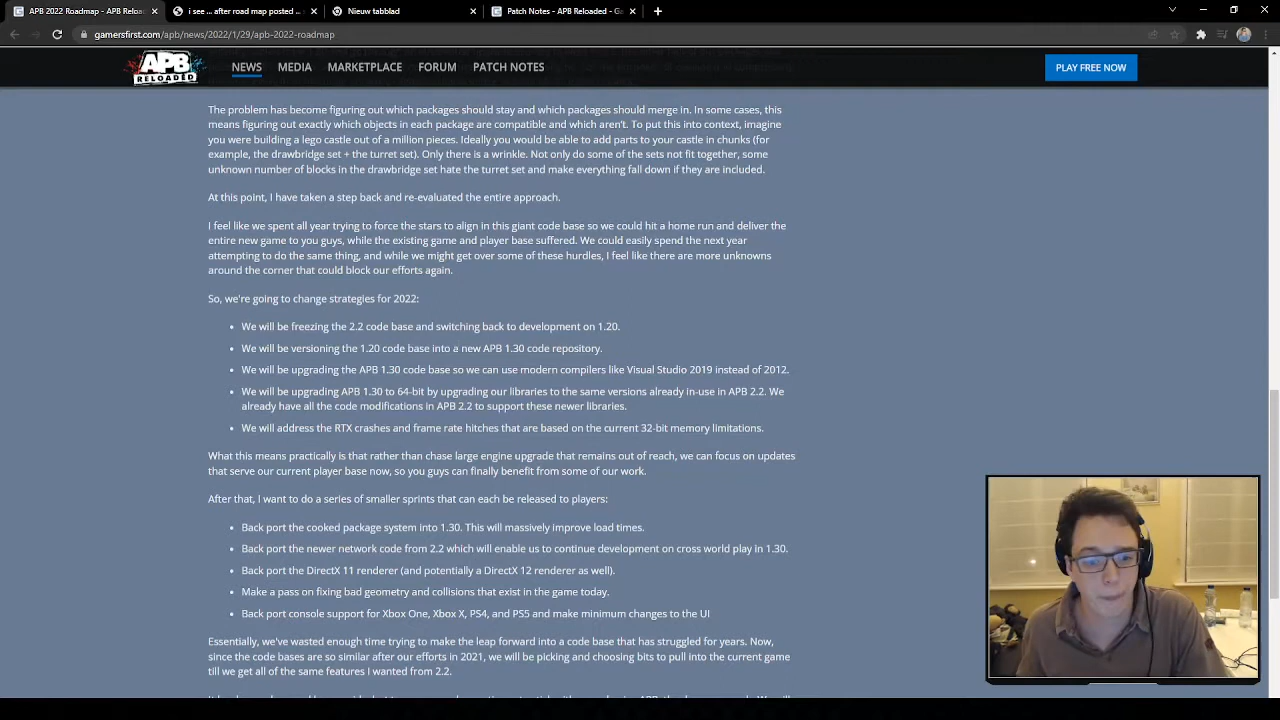 APB 2022 Roadmap - APB Reloaded
i see ... after road map posted ...
Nieuw tabblad
Patch Notes - APB Reloaded - Ga
gamersfirst.com/apb/news/2022/1/29/apb-2022-roadmap
APB
RELOADED
NEWS
MEDIA
MARKETPLACE
FORUM
PATCH NOTES
PLAY FREE NOW
The problem has become figuring out which packages should stay and which packages should merge in. In some cases, this
means figuring out exactly which objects in each package are compatible and which aren't. To put this into context, imagine
you were building a lego castle out of a million pieces. Ideally you would be able to add parts to your castle in chunks (for
example, the drawbridge set + the turret set). Only there is a wrinkle. Not only do some of the sets not fit together, some
unknown number of blocks in the drawbridge set hate the turret set and make everything fall down if they are included.
At this point, I have taken a step back and re-evaluated the entire approach.
I feel like we spent all year trying to force the stars to align in this giant code base so we could hit a home run and deliver the
entire new game to you guys, while the existing game and player base suffered. We could easily spend the next year
attempting to do the same thing, and while we might get over some of these hurdles, I feel like there are more unknowns
around the corner that could block our efforts again.
So, we're going to change strategies for 2022:
• We will be freezing the 2.2 code base and switching back to development on 1.20.
• We will be versioning the 1.20 code base into a new APB 1.30 code repository.
• We will be upgrading the APB 1.30 code base so we can use modern compilers like Visual Studio 2019 instead of 2012.
• We will be upgrading APB 1.30 to 64-bit by upgrading our libraries to the same versions already in-use in APB 2.2. We
already have all the code modifications in APB 2.2 to support these newer libraries.
• We will address the RTX crashes and frame rate hitches that are based on the current 32-bit memory limitations.
What this means practically is that rather than chase large engine upgrade that remains out of reach, we can focus on updates
that serve our current player base now, so you guys can finally benefit from some of our work.
After that, I want to do a series of smaller sprints that can each be released to players:
• Back port the cooked package system into 1.30. This will massively improve load times.
• Back port the newer network code from 2.2 which will enable us to continue development on cross world play in 1.30.
• Back port the DirectX 11 renderer (and potentially a DirectX 12 renderer as well).
• Make a pass on fixing bad geometry and collisions that exist in the game today.
• Back port console support for Xbox One, Xbox X, PS4, and PS5 and make minimum changes to the UI
Essentially, we've wasted enough time trying to make the leap forward into a code base that has struggled for years. Now,
since the code bases are so similar after our efforts in 2021, we will be picking and choosing bits to pull into the current game
till we get all of the same features I wanted from 2.2.